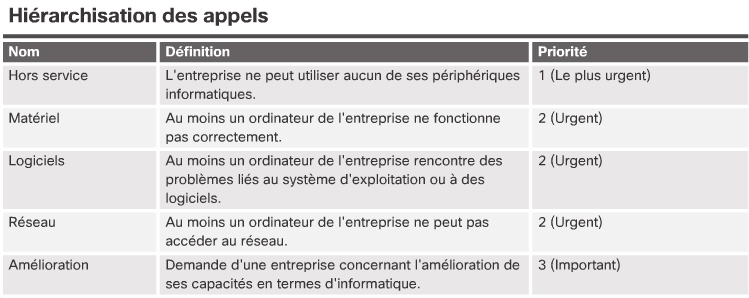 Hiérarchisation des appels
Nom Définition Priorité
Hors service L'entreprise ne peut utiliser aucun de ses périphériques 1 (Le plus urgent)
informatiques.
Matériel Au moins un ordinateur de l'entreprise ne fonctionne 2 (Urgent)
pas correctement.
Logiciels Au moins un ordinateur de l'entreprise rencontre des 2 (Urgent)
problèmes liés au système d'exploitation ou à des
logiciels.
Réseau Au moins un ordinateur de l'entreprise ne peut pas 2 (Urgent)
accéder au réseau.
Amélioration Demande d'une entreprise concernant l'amélioration de 3 (Important)
ses capacités en termes d'informatique.